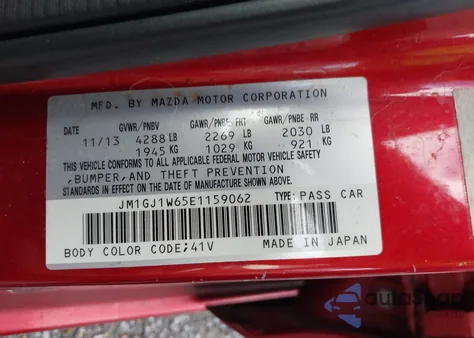 MFD. BY MAZDA MOTOR CORPORATION
DATE GVWR/PNBV GAWR/PNBE FRT GAWR/PNBE RR
11/13 4288 LB 2269 LB 2030 LB
1945 KG 1029 KG 921 KG
THIS VEHICLE CONFORMS TO ALL APPLICABLE FEDERAL MOTOR VEHICLE SAFETY
,BUMPER,AND THEFT PREVENTION
STANDARDS IN EFFECT ON THE DATE OF MANUFACTURE SHOWN ABOVE.
JM1GJ1W65E1159062 TYPE:PASS CAR
BODY COLOR CODE;41V MADE IN JAPAN